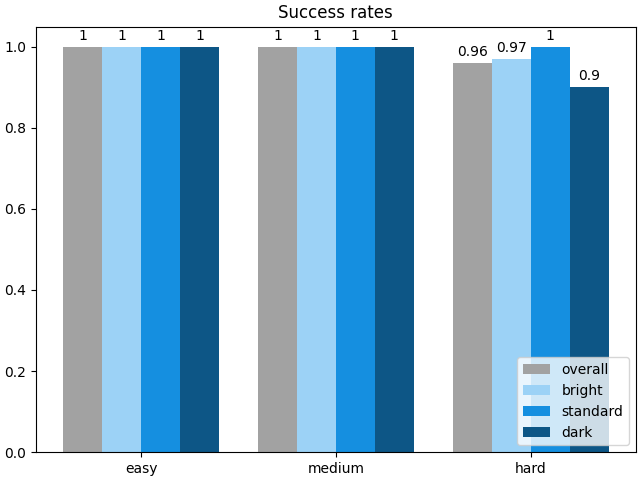 Success rates
1 1 1 1 1 1 1 1 0.96 0.97 1 0.9
1.0
0.8
0.6
0.4
0.2
0.0
easy medium hard
overall
bright
standard
dark